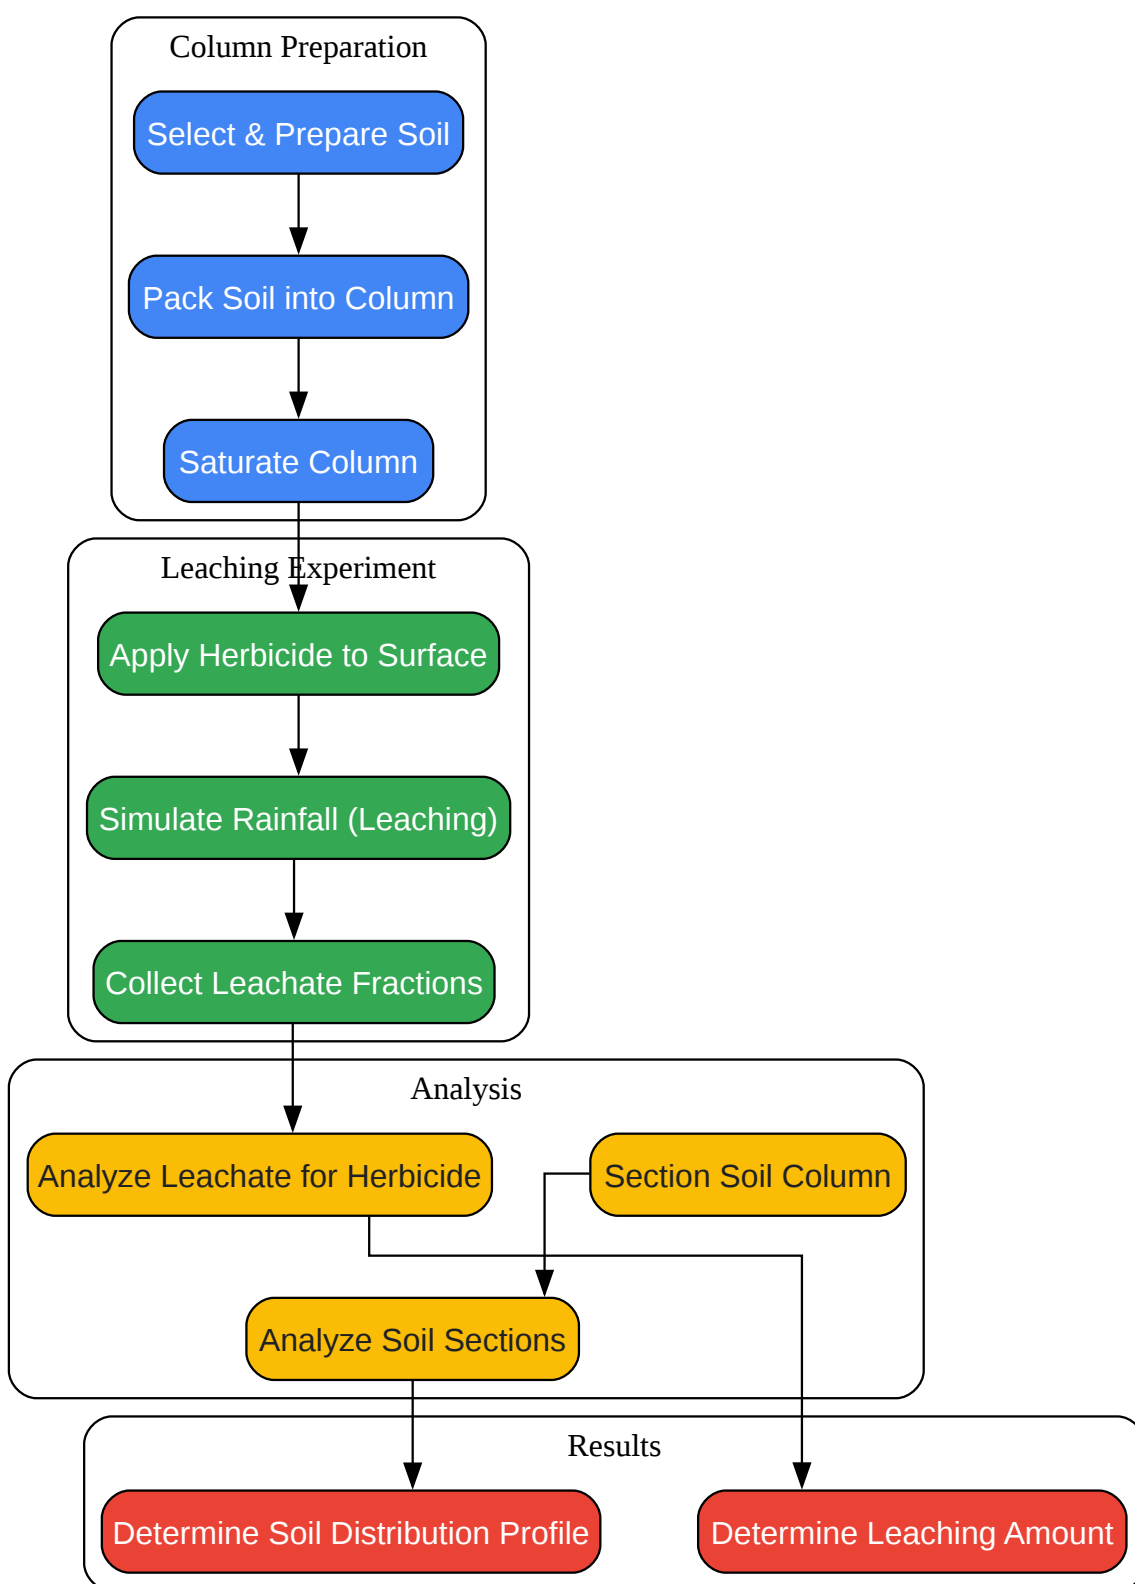 Column Preparation
Select & Prepare Soil
Pack Soil into Column
Saturate Column
Leaching Experiment
Apply Herbicide to Surface
Simulate Rainfall (Leaching)
Collect Leachate Fractions
Analysis
Analyze Leachate for Herbicide
Section Soil Column
Analyze Soil Sections
Results
Determine Soil Distribution Profile
Determine Leaching Amount